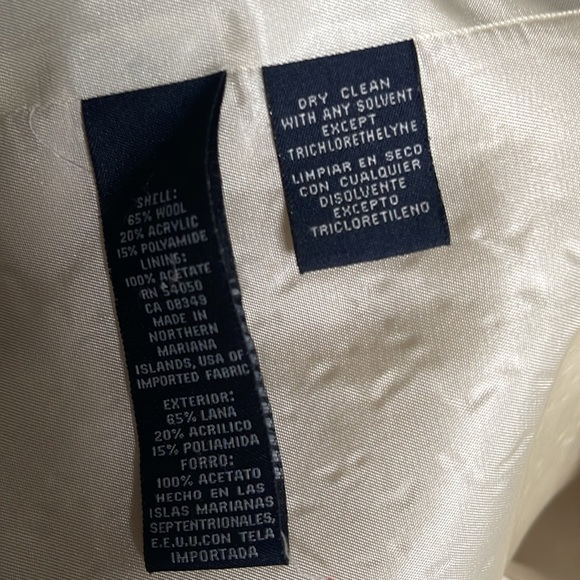 SHELL:
65% WOOL
20% ACRYLIC
15% POLYAMIDE
LINING:
100% ACETATE
RN 54050
CA 08349
MADE IN
NORTHERN
MARIANA
ISLANDS, USA OF
IMPORTED FABRIC
EXTERIOR:
65% LANA
20% ACRILICO
15% POLIAMIDA
FORRO:
100% ACETATO
HECHO EN LAS
ISLAS MARIANAS
SEPTENTRIONALES,
E.E.U.U.CON TELA
IMPORTADA
DRY CLEAN
WITH ANY SOLVENT
EXCEPT
TRICHLORETHELYNE
LIMPIAR EN SECO
CON CUALQUIER
DISOLVENTE
EXCEPTO
TRICLORETILENO